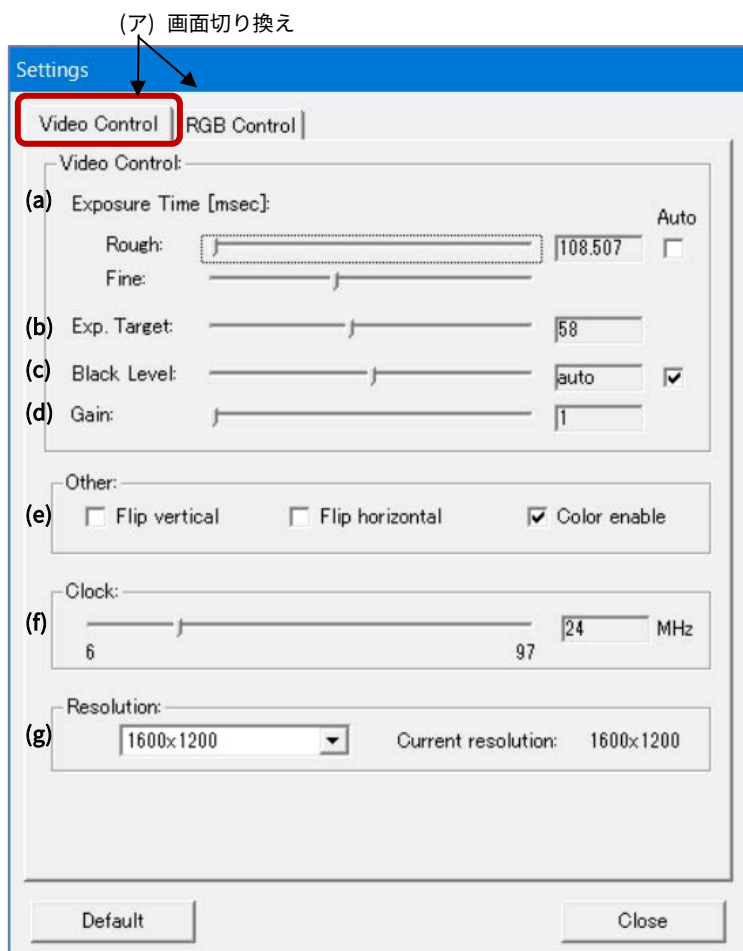 (ア) 画面切り換え
Settings
Video Control RGB Control
Video Control:
(a) Exposure Time [msec]:
Auto
Rough: 108.507
Fine:
(b) Exp. Target: 58
(c) Black Level: auto
(d) Gain: 1
Other:
(e) Flip vertical Flip horizontal Color enable
Clock:
(f) 24 MHz
6 97
Resolution:
(g) 1600x1200 Current resolution: 1600x1200
Default Close